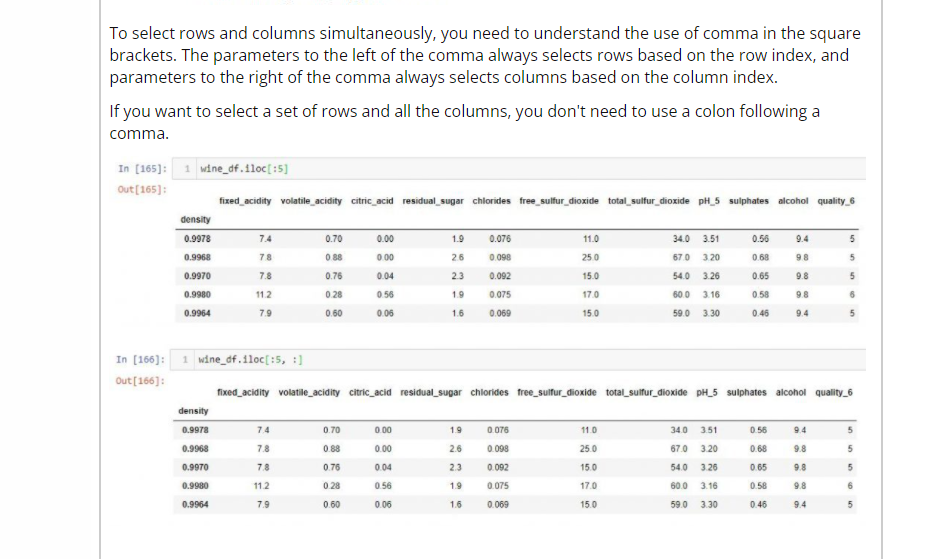 To select rows and columns simultaneously, you need to understand the use of comma in the square
brackets. The parameters to the left of the comma always selects rows based on the row index, and
parameters to the right of the comma always selects columns based on the column index.
If you want to select a set of rows and all the columns, you don't need to use a colon following a
comma.
In [165]: 1 wine_df.iloc[:5]
Out[165]:
fixed_acidity volatile_acidity citric_acid residual_sugar chlorides free_sulfur_dioxide total_sulfur_dioxide pH_5 sulphates alcohol quality_6
density
0.9978 7.4 0.70 0.00 1.9 0.076 11.0 34.0 3.51 0.56 9.4 5
0.9968 7.8 0.88 0.00 2.6 0.098 25.0 67.0 3.20 0.68 9.8 5
0.9970 7.8 0.76 0.04 2.3 0.092 15.0 54.0 3.26 0.65 9.8 5
0.9980 11.2 0.28 0.56 1.9 0.075 17.0 60.0 3.16 0.58 9.8 6
0.9964 7.9 0.60 0.06 1.6 0.069 15.0 59.0 3.30 0.46 9.4 5
In [166]: 1 wine_df.iloc[:5, :]
Out[166]:
fixed_acidity volatile_acidity citric_acid residual_sugar chlorides free_sulfur_dioxide total_sulfur_dioxide pH_5 sulphates alcohol quality_6
density
0.9978 7.4 0.70 0.00 1.9 0.076 11.0 34.0 3.51 0.56 9.4 5
0.9968 7.8 0.88 0.00 2.6 0.098 25.0 67.0 3.20 0.68 9.8 5
0.9970 7.8 0.76 0.04 2.3 0.092 15.0 54.0 3.26 0.65 9.8 5
0.9980 11.2 0.28 0.56 1.9 0.075 17.0 60.0 3.16 0.58 9.8 6
0.9964 7.9 0.60 0.06 1.6 0.069 15.0 59.0 3.30 0.46 9.4 5